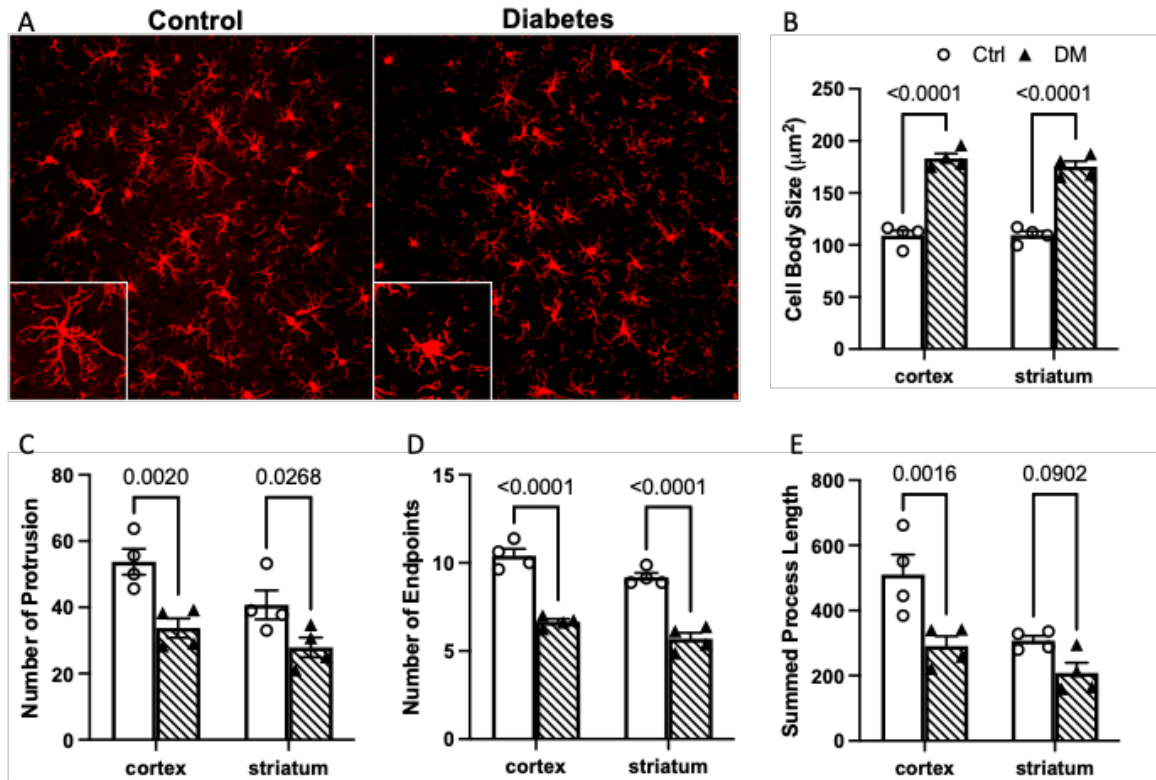 A
Control
Diabetes
B
Ctrl
DM
<0.0001
<0.0001
250
200
150
100
50
0
Cell Body Size (μm²)
cortex
striatum
C
0.0020
0.0268
80
60
40
20
0
Number of Protrusion
cortex
striatum
D
<0.0001
<0.0001
15
10
5
0
Number of Endpoints
cortex
striatum
E
0.0016
0.0902
800
600
400
200
0
Summed Process Length
cortex
striatum